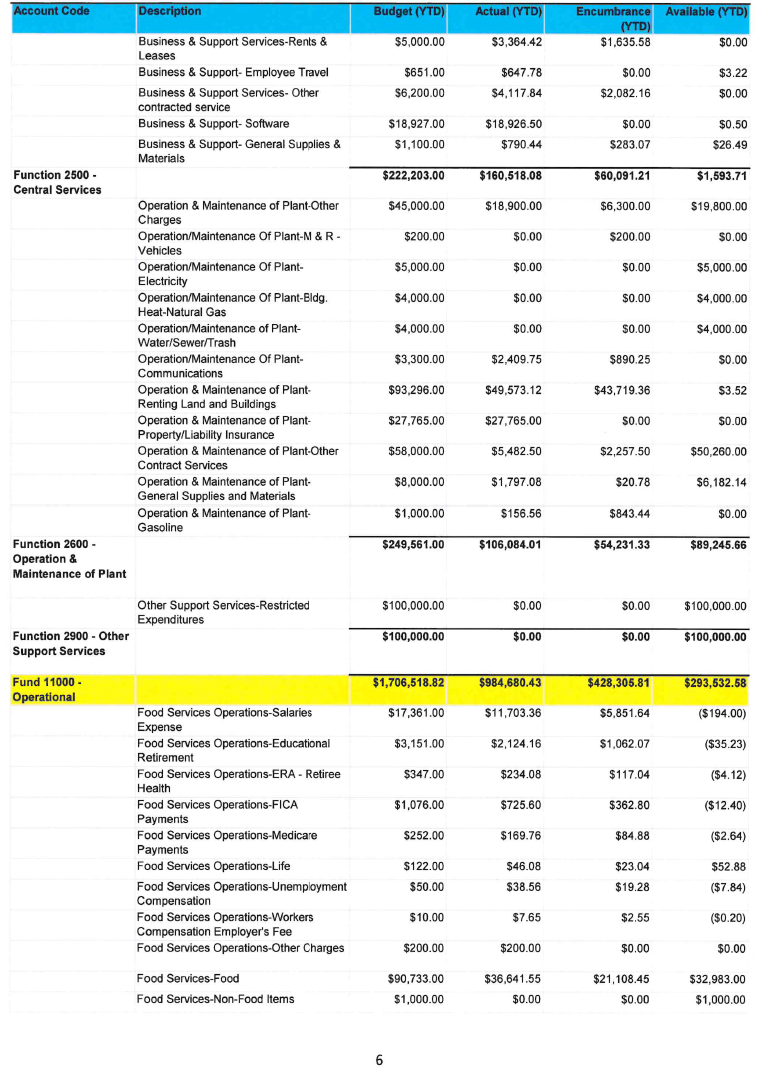 Account Code Description Budget (YTD) Actual (YTD) Encumbrance (YTD) Available (YTD)
Business & Support Services-Rents & Leases $5,000.00 $3,364.42 $1,635.58 $0.00
Business & Support- Employee Travel $651.00 $647.78 $0.00 $3.22
Business & Support Services- Other contracted service $6,200.00 $4,117.84 $2,082.16 $0.00
Business & Support- Software $18,927.00 $18,926.50 $0.00 $0.50
Business & Support- General Supplies & Materials $1,100.00 $790.44 $283.07 $26.49
Function 2500 - Central Services $222,203.00 $160,518.08 $60,091.21 $1,593.71
Operation & Maintenance of Plant-Other Charges $45,000.00 $18,900.00 $6,300.00 $19,800.00
Operation/Maintenance Of Plant-M & R - Vehicles $200.00 $0.00 $200.00 $0.00
Operation/Maintenance Of Plant-Electricity $5,000.00 $0.00 $0.00 $5,000.00
Operation/Maintenance Of Plant-Bldg. Heat-Natural Gas $4,000.00 $0.00 $0.00 $4,000.00
Operation/Maintenance of Plant-Water/Sewer/Trash $4,000.00 $0.00 $0.00 $4,000.00
Operation/Maintenance Of Plant-Communications $3,300.00 $2,409.75 $890.25 $0.00
Operation & Maintenance of Plant-Renting Land and Buildings $93,296.00 $49,573.12 $43,719.36 $3.52
Operation & Maintenance of Plant-Property/Liability Insurance $27,765.00 $27,765.00 $0.00 $0.00
Operation & Maintenance of Plant-Other Contract Services $58,000.00 $5,482.50 $2,257.50 $50,260.00
Operation & Maintenance of Plant-General Supplies and Materials $8,000.00 $1,797.08 $20.78 $6,182.14
Operation & Maintenance of Plant-Gasoline $1,000.00 $156.56 $843.44 $0.00
Function 2600 - Operation & Maintenance of Plant $249,561.00 $106,084.01 $54,231.33 $89,245.66
Other Support Services-Restricted Expenditures $100,000.00 $0.00 $0.00 $100,000.00
Function 2900 - Other Support Services $100,000.00 $0.00 $0.00 $100,000.00
Fund 11000 - Operational $1,706,518.82 $984,680.43 $428,305.81 $293,532.58
Food Services Operations-Salaries Expense $17,361.00 $11,703.36 $5,851.64 ($194.00)
Food Services Operations-Educational Retirement $3,151.00 $2,124.16 $1,062.07 ($35.23)
Food Services Operations-ERA - Retiree Health $347.00 $234.08 $117.04 ($4.12)
Food Services Operations-FICA Payments $1,076.00 $725.60 $362.80 ($12.40)
Food Services Operations-Medicare Payments $252.00 $169.76 $84.88 ($2.64)
Food Services Operations-Life $122.00 $46.08 $23.04 $52.88
Food Services Operations-Unemployment Compensation $50.00 $38.56 $19.28 ($7.84)
Food Services Operations-Workers Compensation Employer's Fee $10.00 $7.65 $2.55 ($0.20)
Food Services Operations-Other Charges $200.00 $200.00 $0.00 $0.00
Food Services-Food $90,733.00 $36,641.55 $21,108.45 $32,983.00
Food Services-Non-Food Items $1,000.00 $0.00 $0.00 $1,000.00
6